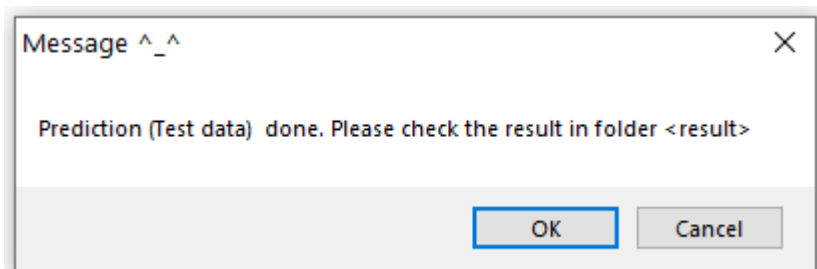 Message ^_^
Prediction (Test data)  done. Please check the result in folder <result>
OK
Cancel